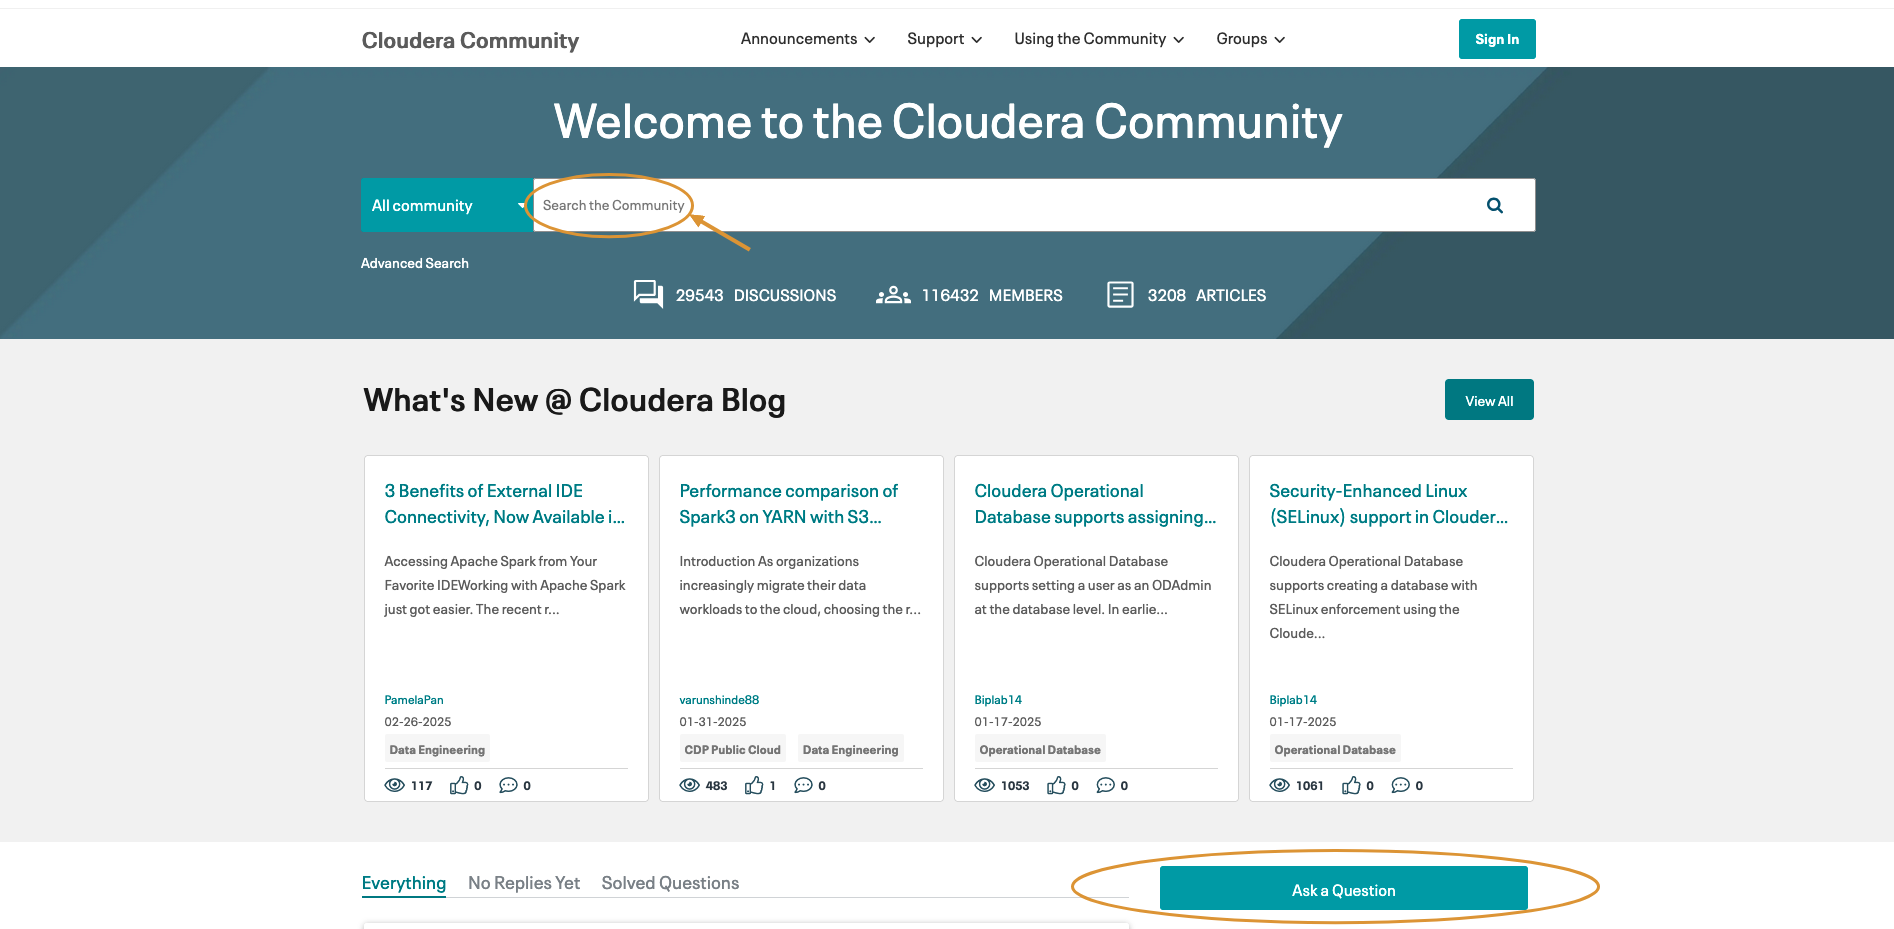 Cloudera Community
Announcements
Support
Using the Community
Groups
Sign In
Welcome to the Cloudera Community
All community
Search the Community
Advanced Search
29543 DISCUSSIONS
116432 MEMBERS
3208 ARTICLES
What's New @ Cloudera Blog
View All
3 Benefits of External IDE
Connectivity, Now Available i...
Accessing Apache Spark from Your
Favorite IDEWorking with Apache Spark
just got easier. The recent r...
PamelaPan
02-26-2025
Data Engineering
117 0 0
Performance comparison of
Spark3 on YARN with S3...
Introduction As organizations
increasingly migrate their data
workloads to the cloud, choosing the r...
varunshinde88
01-31-2025
CDP Public Cloud Data Engineering
483 1 0
Cloudera Operational
Database supports assigning...
Cloudera Operational Database
supports setting a user as an ODAdmin
at the database level. In earlie...
Biplab14
01-17-2025
Operational Database
1053 0 0
Security-Enhanced Linux
(SELinux) support in Clouder...
Cloudera Operational Database
supports creating a database with
SELinux enforcement using the
Cloude...
Biplab14
01-17-2025
Operational Database
1061 0 0
Everything
No Replies Yet
Solved Questions
Ask a Question